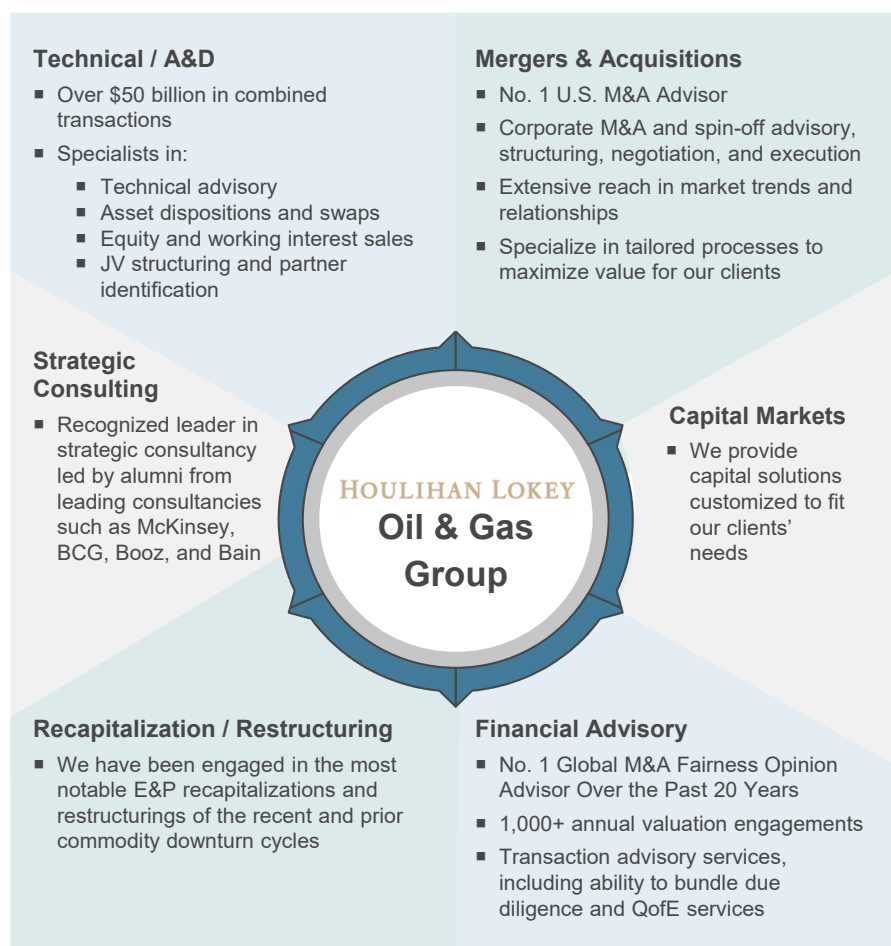 Technical / A&D
▪ Over $50 billion in combined
transactions
▪ Specialists in:
▪ Technical advisory
▪ Asset dispositions and swaps
▪ Equity and working interest sales
▪ JV structuring and partner
identification
Mergers & Acquisitions
▪ No. 1 U.S. M&A Advisor
▪ Corporate M&A and spin-off advisory,
structuring, negotiation, and execution
▪ Extensive reach in market trends and
relationships
▪ Specialize in tailored processes to
maximize value for our clients
Strategic
Consulting
▪ Recognized leader in
strategic consultancy
led by alumni from
leading consultancies
such as McKinsey,
BCG, Booz, and Bain
HOULIHAN LOKEY
Oil & Gas
Group
Capital Markets
▪ We provide
capital solutions
customized to fit
our clients’
needs
Recapitalization / Restructuring
▪ We have been engaged in the most
notable E&P recapitalizations and
restructurings of the recent and prior
commodity downturn cycles
Financial Advisory
▪ No. 1 Global M&A Fairness Opinion
Advisor Over the Past 20 Years
▪ 1,000+ annual valuation engagements
▪ Transaction advisory services,
including ability to bundle due
diligence and QofE services